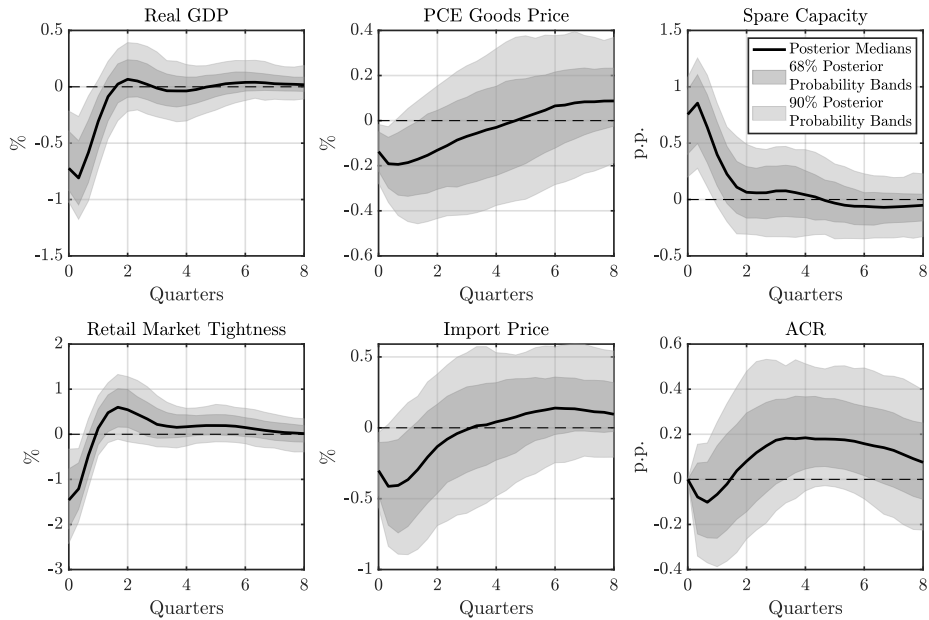 Real GDP
0.5
0
-0.5
-1
-1.5
%
0 2 4 6 8
Quarters
PCE Goods Price
0.4
0.2
0
-0.2
-0.4
-0.6
%
0 2 4 6 8
Quarters
Spare Capacity
1.5
1
0.5
0
-0.5
p.p.
Posterior Medians
68% Posterior
Probability Bands
90% Posterior
Probability Bands
0 2 4 6 8
Quarters
Retail Market Tightness
2
1
0
-1
-2
-3
%
0 2 4 6 8
Quarters
Import Price
0.5
0
-0.5
-1
%
0 2 4 6 8
Quarters
ACR
0.6
0.4
0.2
0
-0.2
-0.4
p.p.
0 2 4 6 8
Quarters